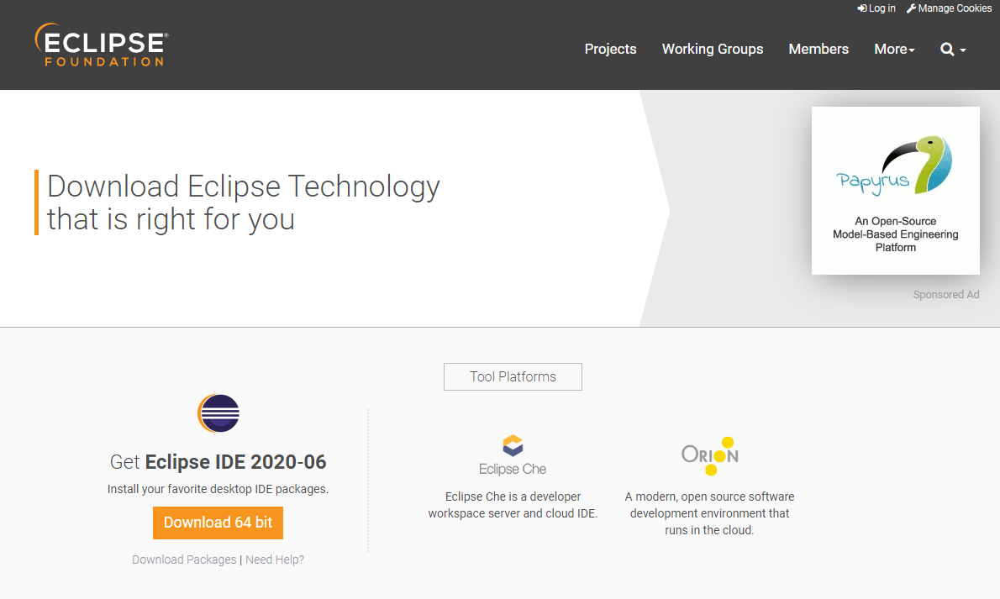 Log in Manage Cookies
ECLIPSE®
FOUNDATION
Projects Working Groups Members More
Download Eclipse Technology
that is right for you
Papyrus
An Open-Source
Model-Based Engineering
Platform
Sponsored Ad
Tool Platforms
Get Eclipse IDE 2020-06
Install your favorite desktop IDE packages.
Download 64 bit
Download Packages | Need Help?
Eclipse Che
Eclipse Che is a developer
workspace server and cloud IDE.
ORION
A modern, open source software
development environment that
runs in the cloud.